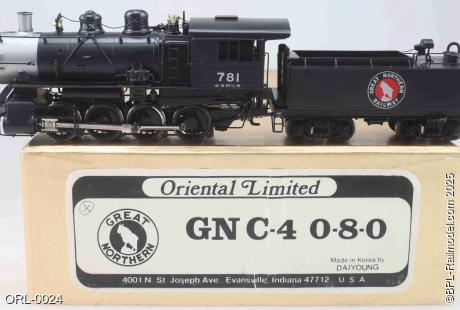 781
GREAT NORTHERN
RAILWAY
Oriental Limited
GREAT
NORTHERN
GN C-4 0-8-0
Made in Korea by
DAIYOUNG
4001 N St. Joseph Ave., Evansville, Indiana 47712 U S A
ORL-0024
©BPL-Railmodel.com 2025